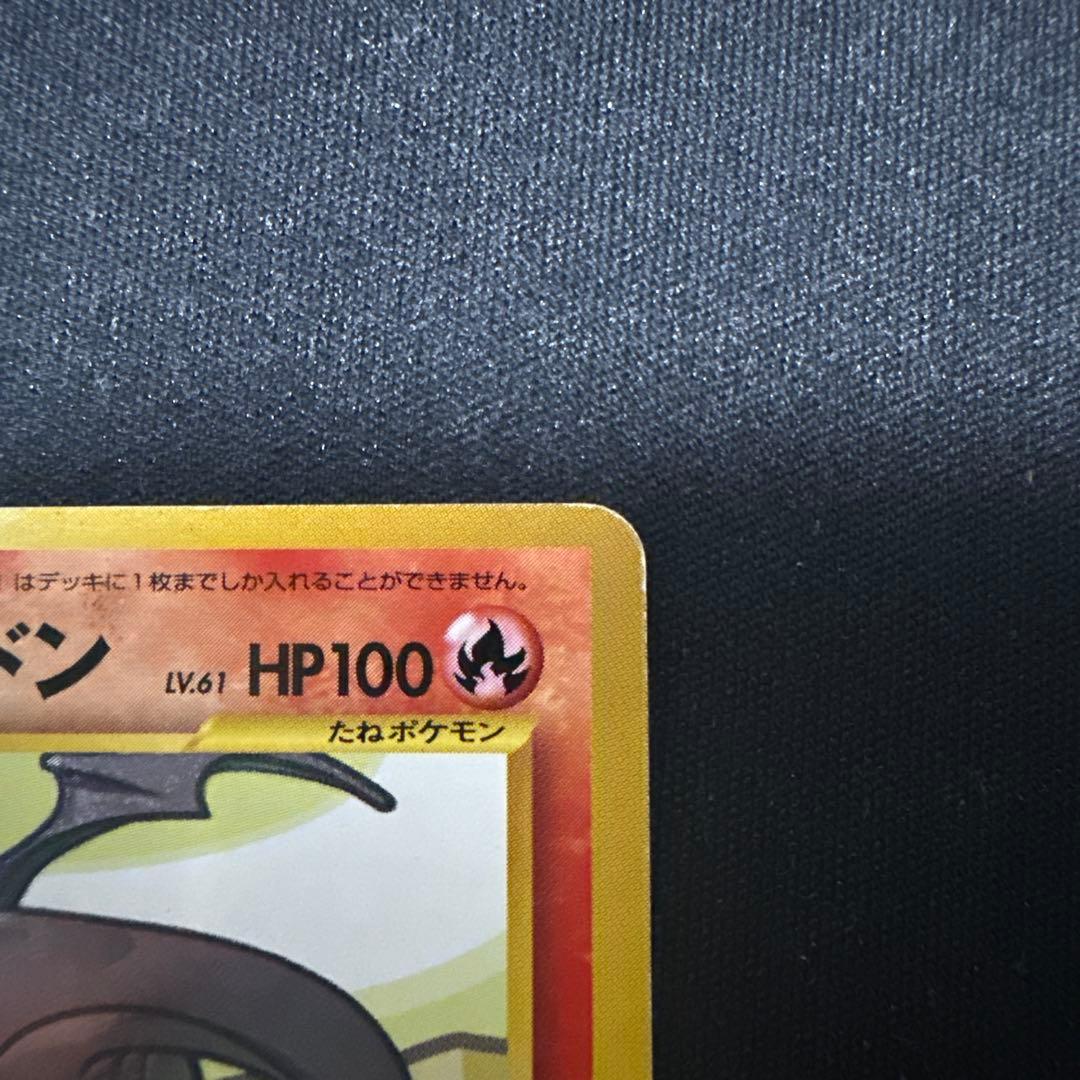 はデッキに1枚までしか入れることができません。
ドン LV.61 HP100
たねポケモン